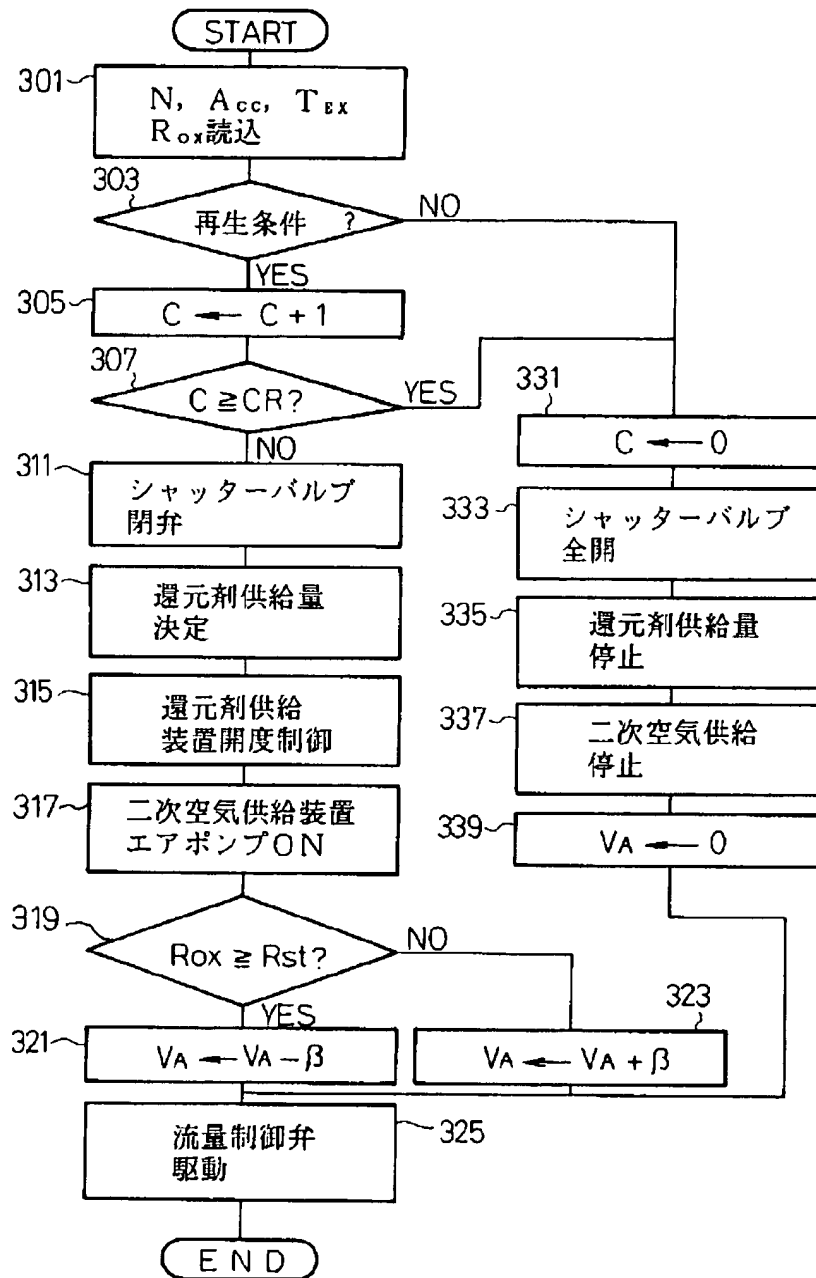 START
301
N, Acc, TEX
Rox読込
303
再生条件 ?
NO
YES
305
C ← C + 1
307
C ≧ CR?
YES
NO
311
シャッターバルブ
閉弁
313
還元剤供給量
決定
315
還元剤供給
装置開度制御
317
二次空気供給装置
エアポンプON
319
Rox ≧ Rst?
NO
YES
321
VA ← VA − β
323
VA ← VA + β
331
C ← 0
333
シャッターバルブ
全開
335
還元剤供給量
停止
337
二次空気供給
停止
339
VA ← 0
325
流量制御弁
駆動
END